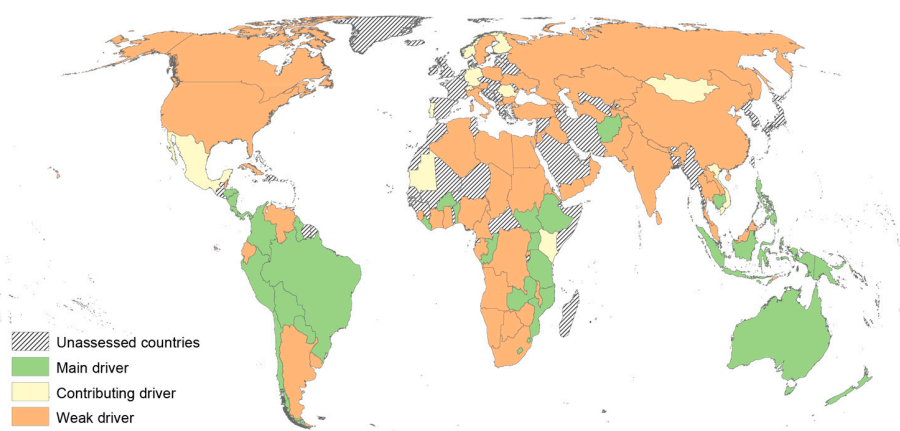 Unassessed countries
Main driver
Contributing driver
Weak driver